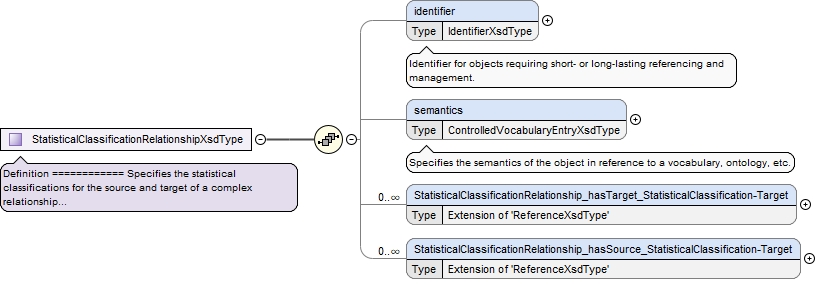 identifier
Type IdentifierXsdType
Identifier for objects requiring short- or long-lasting referencing and
management.
semantics
Type ControlledVocabularyEntryXsdType
StatisticalClassificationRelationshipXsdType
Specifies the semantics of the object in reference to a vocabulary, ontology, etc.
Definition ============ Specifies the statistical
classifications for the source and target of a complex
relationship...
0..∞ StatisticalClassificationRelationship_hasTarget_StatisticalClassification-Target
Type Extension of 'ReferenceXsdType'
0..∞ StatisticalClassificationRelationship_hasSource_StatisticalClassification-Target
Type Extension of 'ReferenceXsdType'